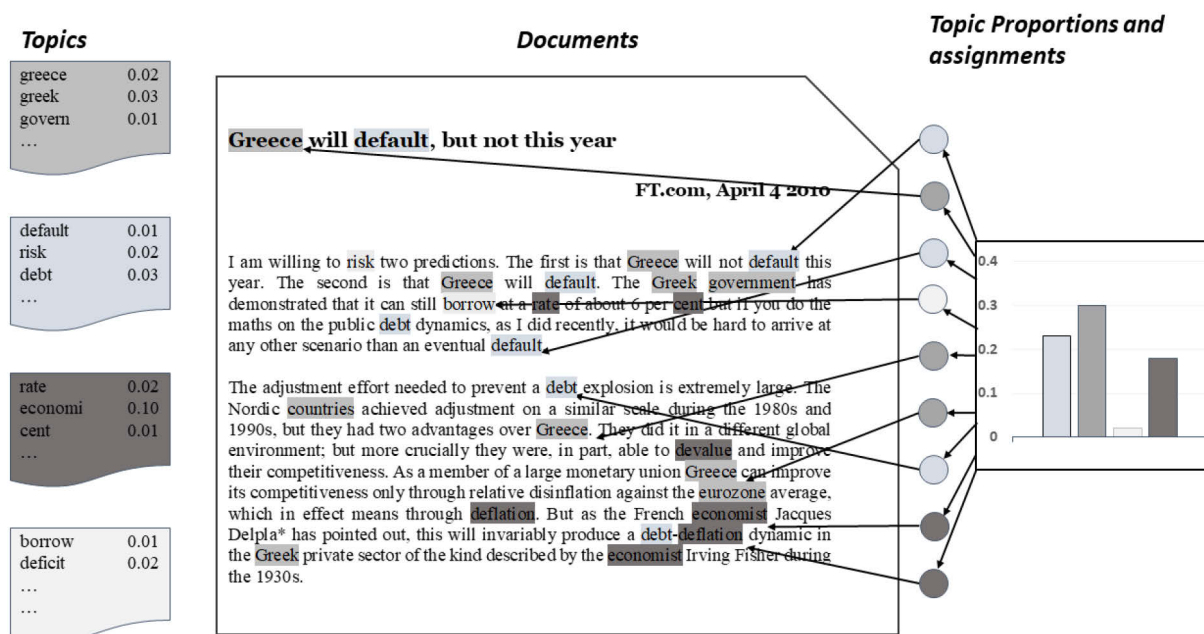 Topics
Documents
Topic Proportions and
assignments
greece 0.02
greek 0.03
govern 0.01
…
default 0.01
risk 0.02
debt 0.03
…
rate 0.02
economi 0.10
cent 0.01
…
borrow 0.01
deficit 0.02
…
…
Greece will default, but not this year
FT.com, April 4 2010
I am willing to risk two predictions. The first is that Greece will not default this
year. The second is that Greece will default. The Greek government has
demonstrated that it can still borrow at a rate of about 6 per cent but if you do the
maths on the public debt dynamics, as I did recently, it would be hard to arrive at
any other scenario than an eventual default
The adjustment effort needed to prevent a debt explosion is extremely large. The
Nordic countries achieved adjustment on a similar scale during the 1980s and
1990s, but they had two advantages over Greece. They did it in a different global
environment; but more crucially they were, in part, able to devalue and improve
their competitiveness. As a member of a large monetary union Greece can improve
its competitiveness only through relative disinflation against the eurozone average,
which in effect means through deflation. But as the French economist Jacques
Delpla* has pointed out, this will invariably produce a debt-deflation dynamic in
the Greek private sector of the kind described by the economist Irving Fisher during
the 1930s.
0.4
0.3
0.2
0.1
0